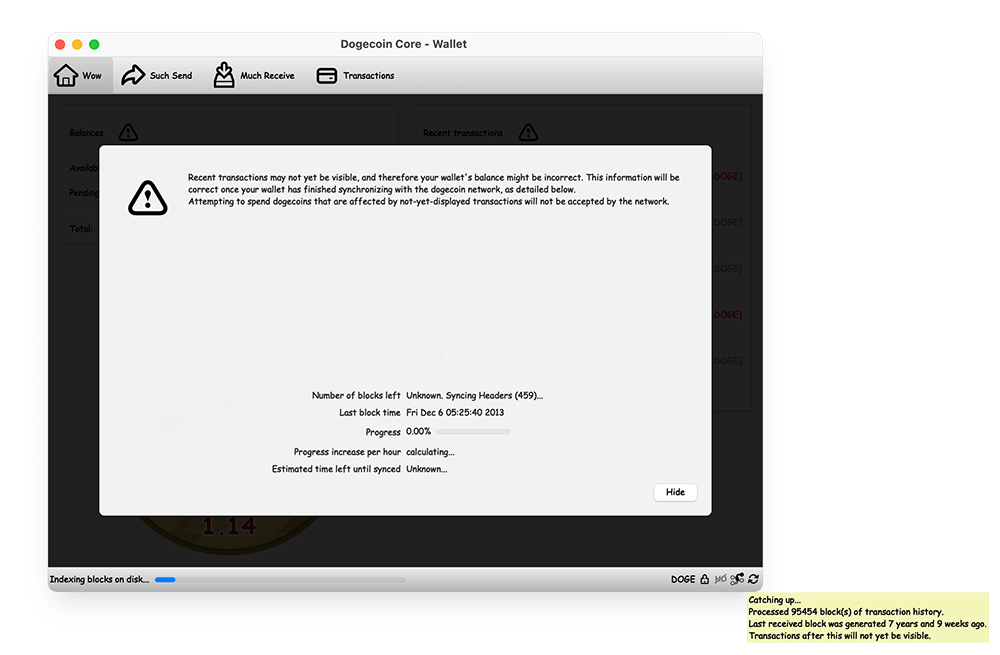 Dogecoin Core - Wallet
Wow
Such Send
Much Receive
Transactions
Balances
Recent transactions
Pending
Total:
DOGE]
DOGE]
DOGE]
DOGE]
DOGE]
Recent transactions may not yet be visible, and therefore your wallet's balance might be incorrect. This information will be
correct once your wallet has finished synchronizing with the dogecoin network, as detailed below.
Attempting to spend dogecoins that are affected by not-yet-displayed transactions will not be accepted by the network.
Number of blocks left Unknown. Syncing Headers (459)...
Last block time Fri Dec 6 05:25:40 2013
Progress 0.00%
Progress increase per hour calculating...
Estimated time left until synced Unknown...
Hide
1.14
Indexing blocks on disk...
DOGE
HD
Catching up...
Processed 95454 block(s) of transaction history.
Last received block was generated 7 years and 9 weeks ago.
Transactions after this will not yet be visible.